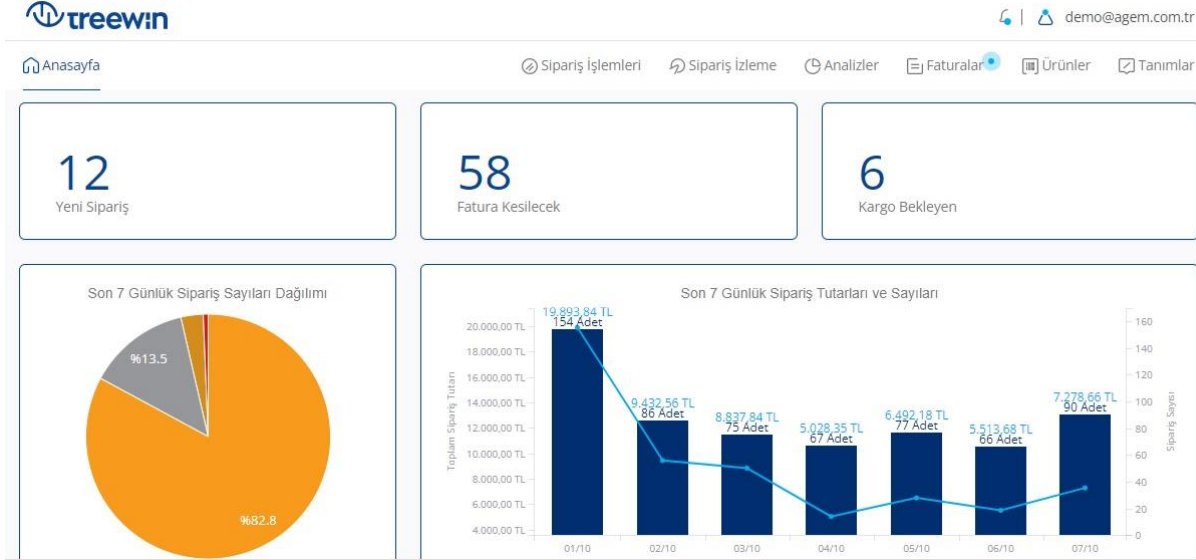 treewin
demo@agem.com.tr
Anasayfa
Sipariş İşlemleri
Sipariş İzleme
Analizler
Faturalar
Ürünler
Tanımlar
12
Yeni Sipariş
58
Fatura Kesilecek
6
Kargo Bekleyen
Son 7 Günlük Sipariş Sayıları Dağılımı
%13.5
%82.8
Son 7 Günlük Sipariş Tutarları ve Sayıları
Toplam Sipariş Tutarı
20.000,00 TL
18.000,00 TL
16.000,00 TL
14.000,00 TL
12.000,00 TL
10.000,00 TL
8.000,00 TL
6.000,00 TL
4.000,00 TL
19.893,84 TL
154 Adet
9.432,56 TL
86 Adet
8.837,84 TL
75 Adet
5.028,35 TL
67 Adet
6.492,18 TL
77 Adet
5.513,68 TL
66 Adet
7.278,66 TL
90 Adet
160
140
120
100
80
60
40
20
0
Sipariş Sayısı
01/10
02/10
03/10
04/10
05/10
06/10
07/10